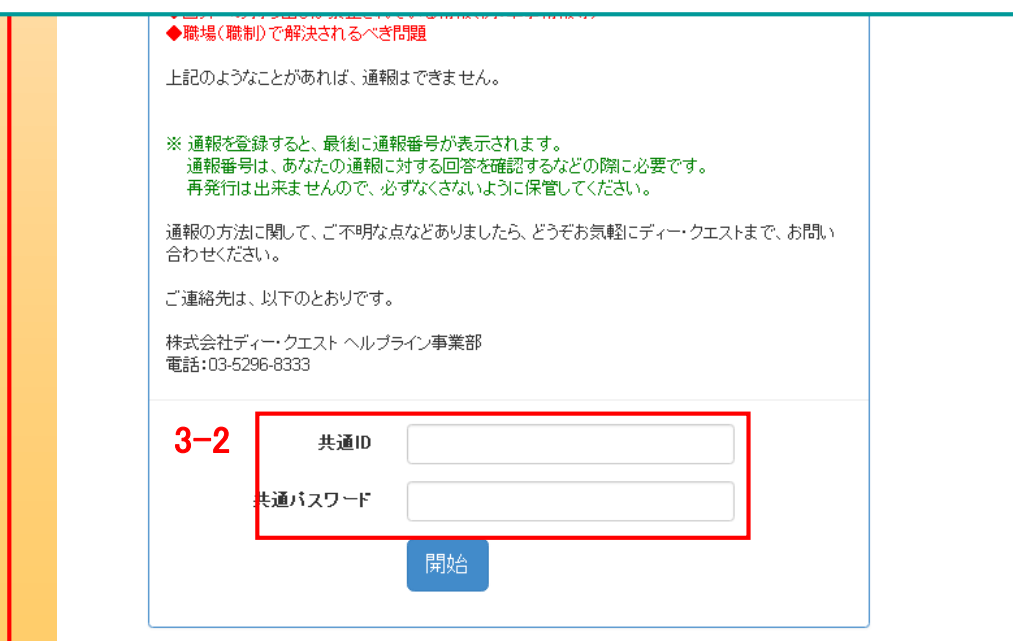 ◆職場(職制)で解決されるべき問題
上記のようなことがあれば、通報はできません。
※ 通報を登録すると、最後に通報番号が表示されます。
通報番号は、あなたの通報に対する回答を確認するなどの際に必要です。
再発行は出来ませんので、必ずなくさないように保管してください。
通報の方法に関して、ご不明な点などありましたら、どうぞお気軽にディー・クエストまで、お問い
合わせください。
ご連絡先は、以下のとおりです。
株式会社ディー・クエスト ヘルプライン事業部
電話:03-5296-8333
3-2
共通ID
共通パスワード
開始